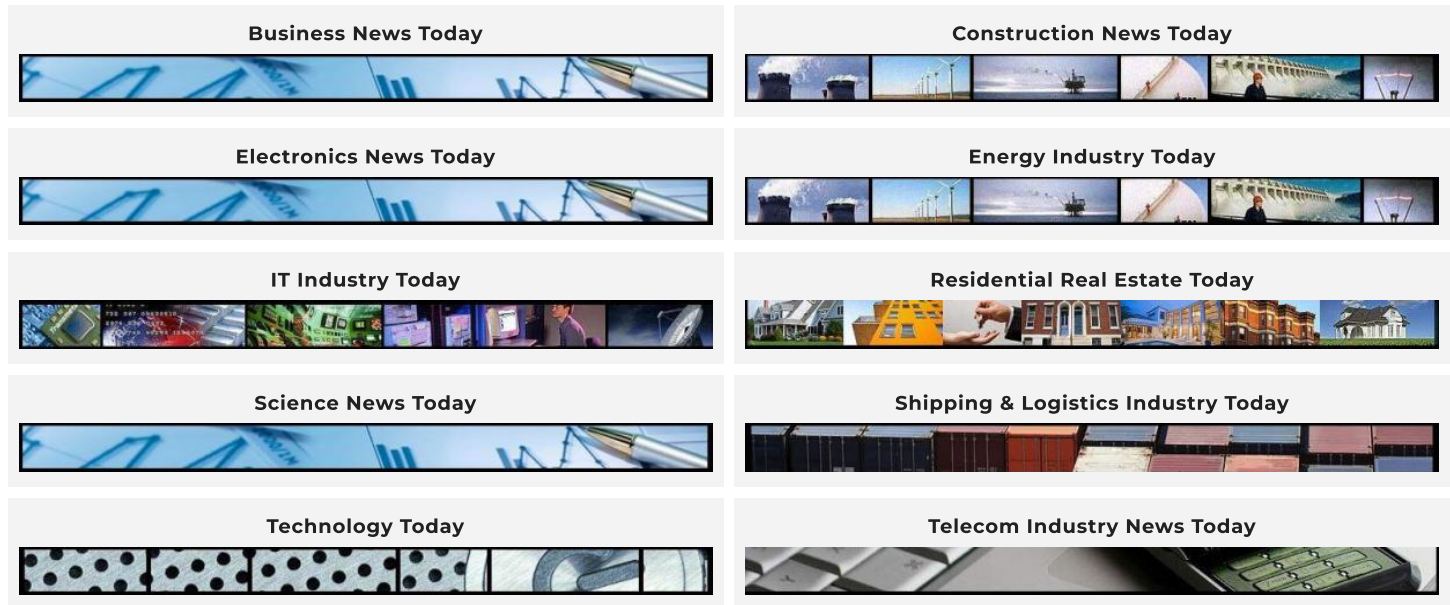 Business News Today
Construction News Today
Electronics News Today
Energy Industry Today
IT Industry Today
Residential Real Estate Today
Science News Today
Shipping & Logistics Industry Today
Technology Today
Telecom Industry News Today